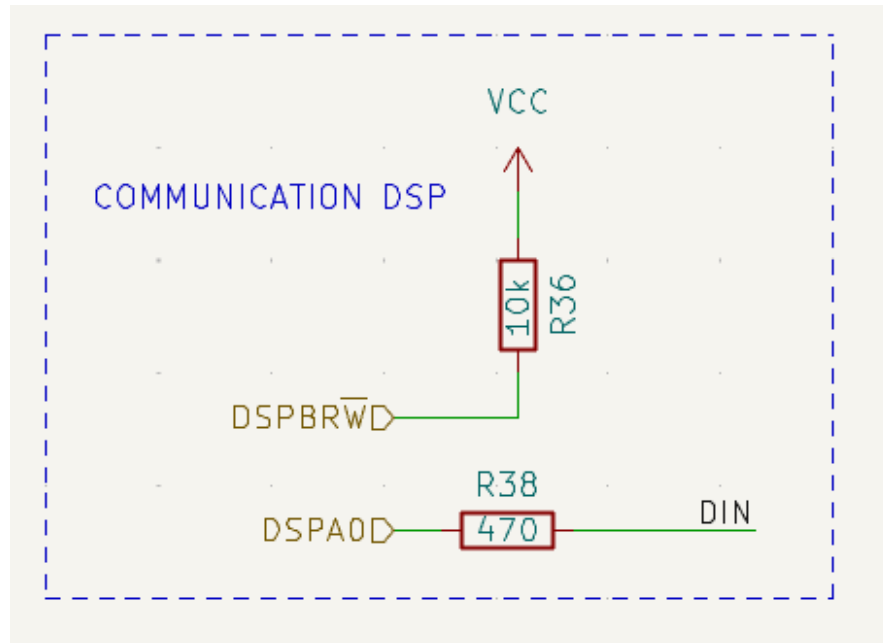 VCC
COMMUNICATION DSP
10k
R36
DSPBRW̅
R38
DSPA0
470
DIN